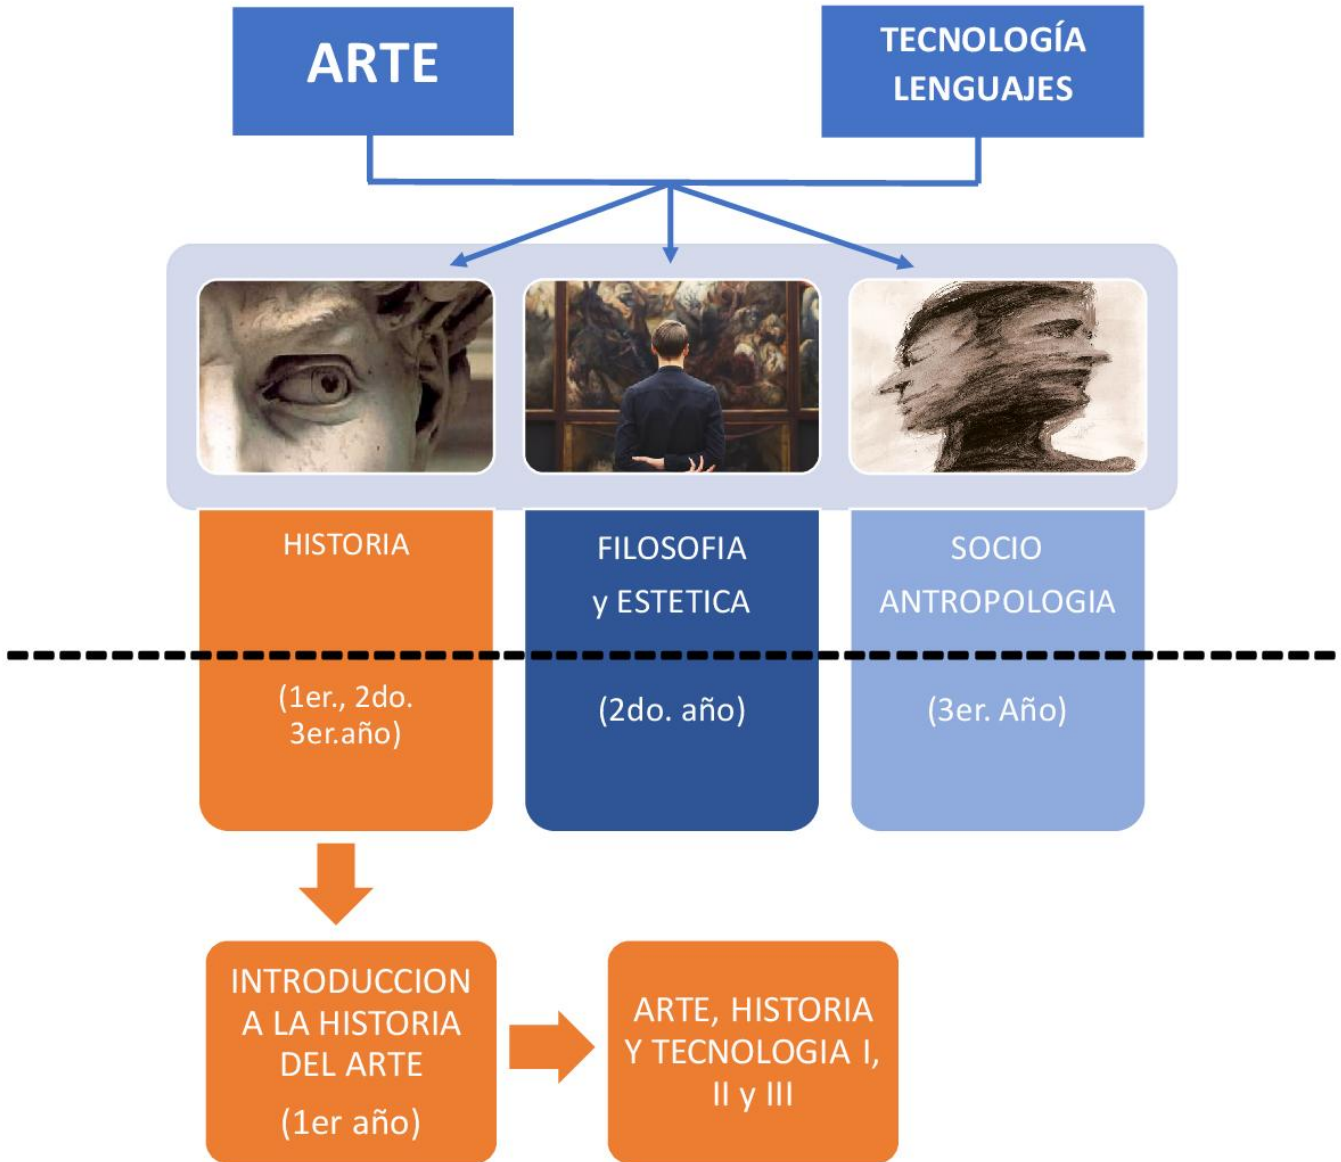 ARTE
TECNOLOGÍA
LENGUAJES
HISTORIA
FILOSOFIA
y ESTETICA
SOCIO
ANTROPOLOGIA
(1er., 2do.
3er.año)
(2do. año)
(3er. Año)
INTRODUCCION
A LA HISTORIA
DEL ARTE
(1er año)
ARTE, HISTORIA
Y TECNOLOGIA I,
II y III